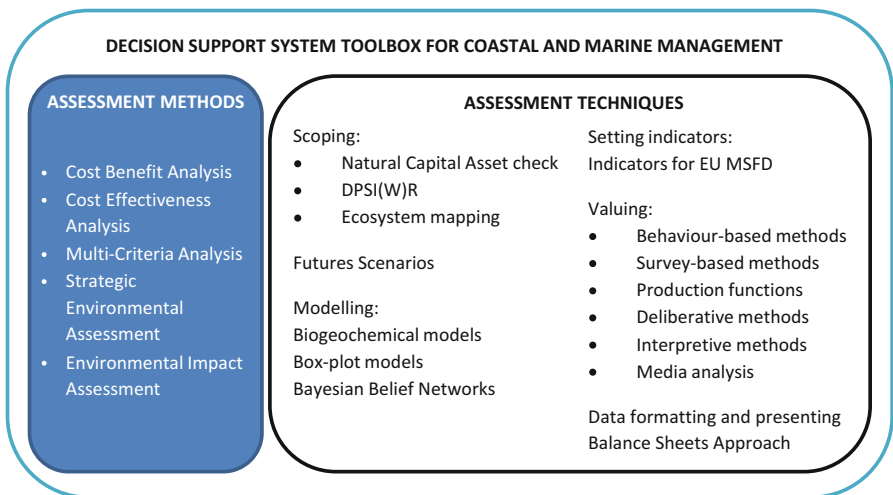 DECISION SUPPORT SYSTEM TOOLBOX FOR COASTAL AND MARINE MANAGEMENT
ASSESSMENT METHODS
• Cost Benefit Analysis
• Cost Effectiveness
Analysis
• Multi-Criteria Analysis
• Strategic
Environmental
Assessment
• Environmental Impact
Assessment
ASSESSMENT TECHNIQUES
Scoping:
• Natural Capital Asset check
• DPSI(W)R
• Ecosystem mapping
Futures Scenarios
Modelling:
Biogeochemical models
Box-plot models
Bayesian Belief Networks
Setting indicators:
Indicators for EU MSFD
Valuing:
• Behaviour-based methods
• Survey-based methods
• Production functions
• Deliberative methods
• Interpretive methods
• Media analysis
Data formatting and presenting
Balance Sheets Approach